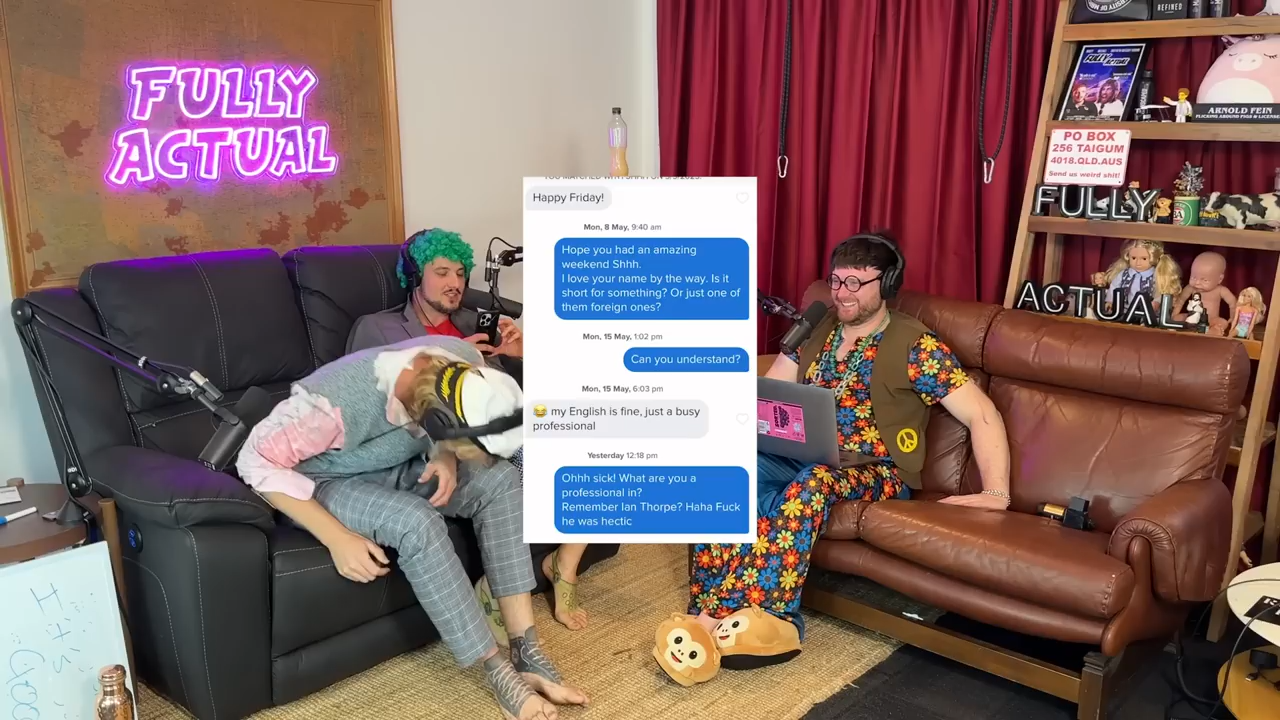 FULLY
ACTUAL
Happy Friday!
Mon, 8 May, 9:40 am
Hope you had an amazing
weekend Shhh.
I love your name by the way. Is it
short for something? Or just one of
them foreign ones?
Mon, 15 May, 1:02 pm
Can you understand?
Mon, 15 May, 6:03 pm
😂 my English is fine, just a busy
professional
Yesterday 12:18 pm
Ohhh sick! What are you a
professional in?
Remember Ian Thorpe? Haha Fuck
he was hectic
REFINED
FULLY
ACTUAL
ARNOLD FEIN
PO BOX
256 TAIGUM
4018.QLD.AUS
Send us weird shit!
FULLY
ACTUAL
It's